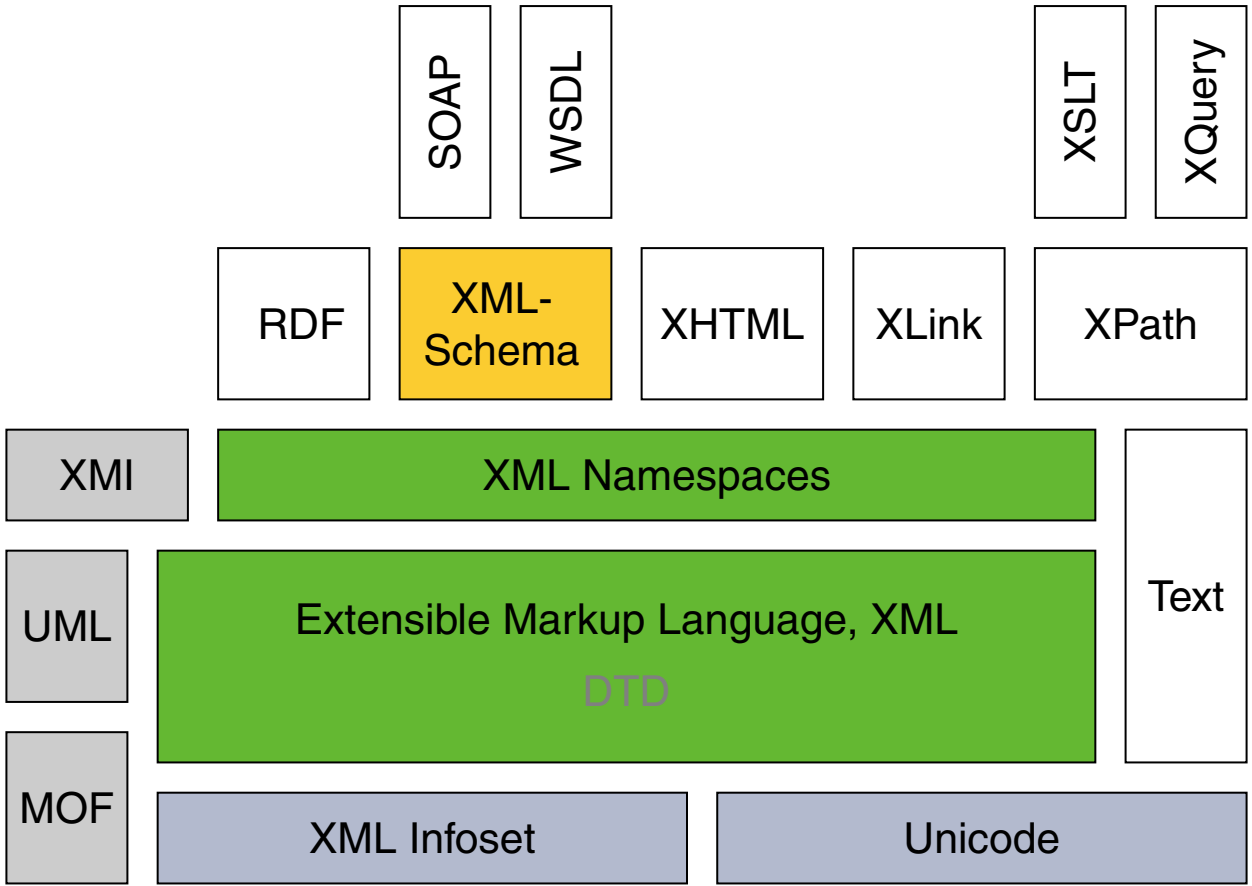 SOAP
WSDL
XSLT
XQuery
RDF
XML-
Schema
XHTML
XLink
XPath
XMI
XML Namespaces
Text
UML
Extensible Markup Language, XML
DTD
MOF
XML Infoset
Unicode